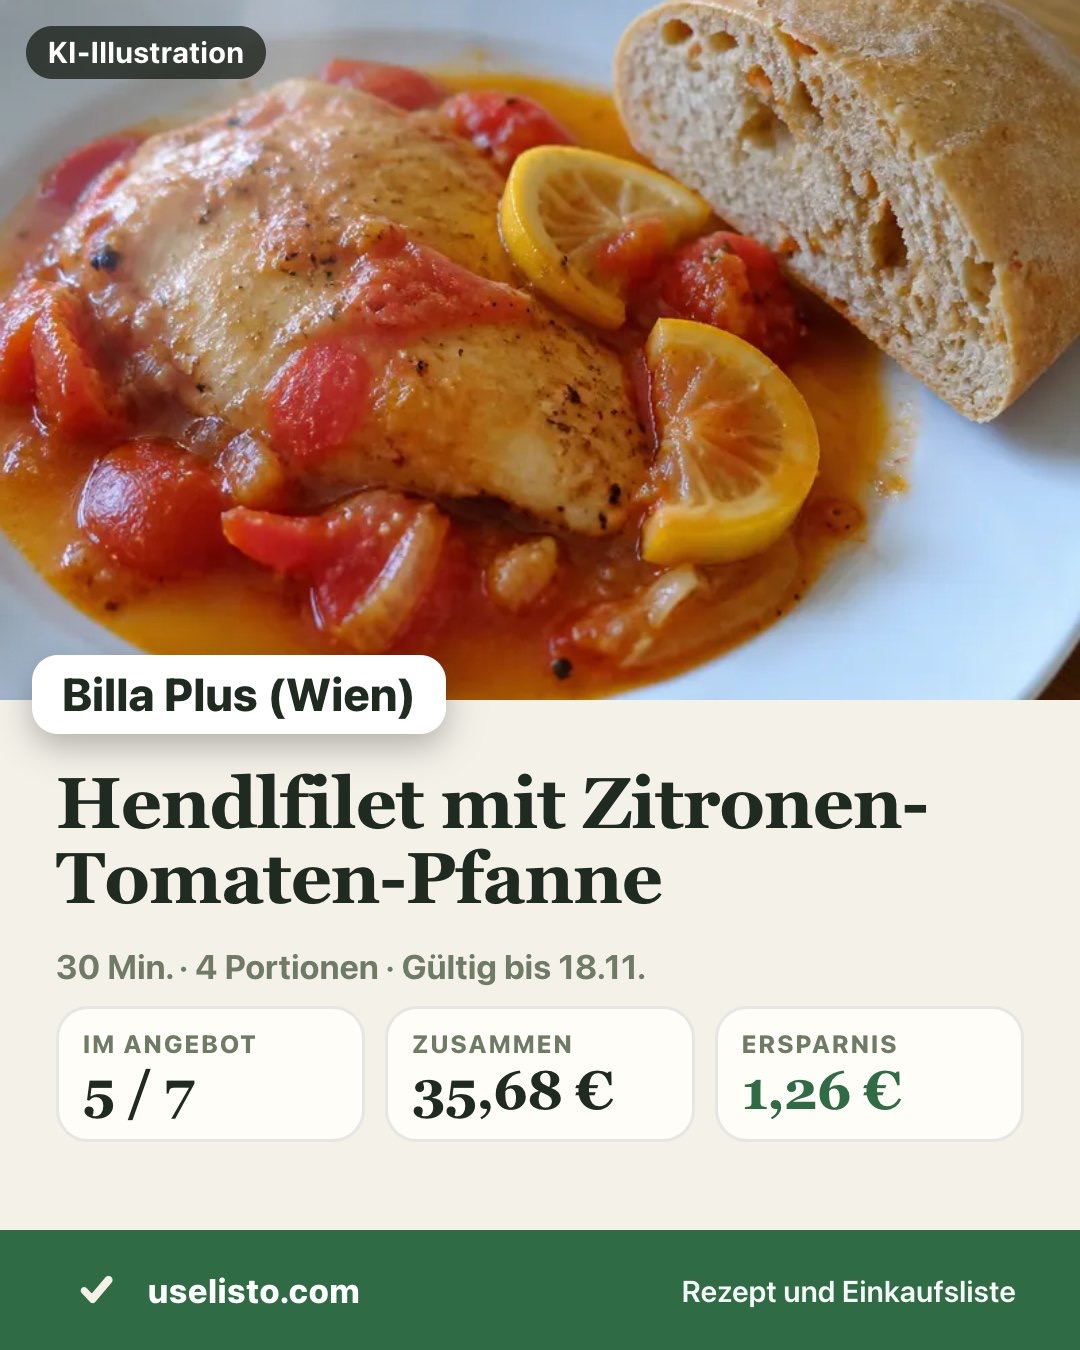 KI-Illustration
Billa Plus (Wien)
Hendlfilet mit Zitronen-
Tomaten-Pfanne
30 Min. · 4 Portionen · Gültig bis 18.11.
IM ANGEBOT
5 / 7
ZUSAMMEN
35,68 €
ERSPARNIS
1,26 €
uselisto.com
Rezept und Einkaufsliste